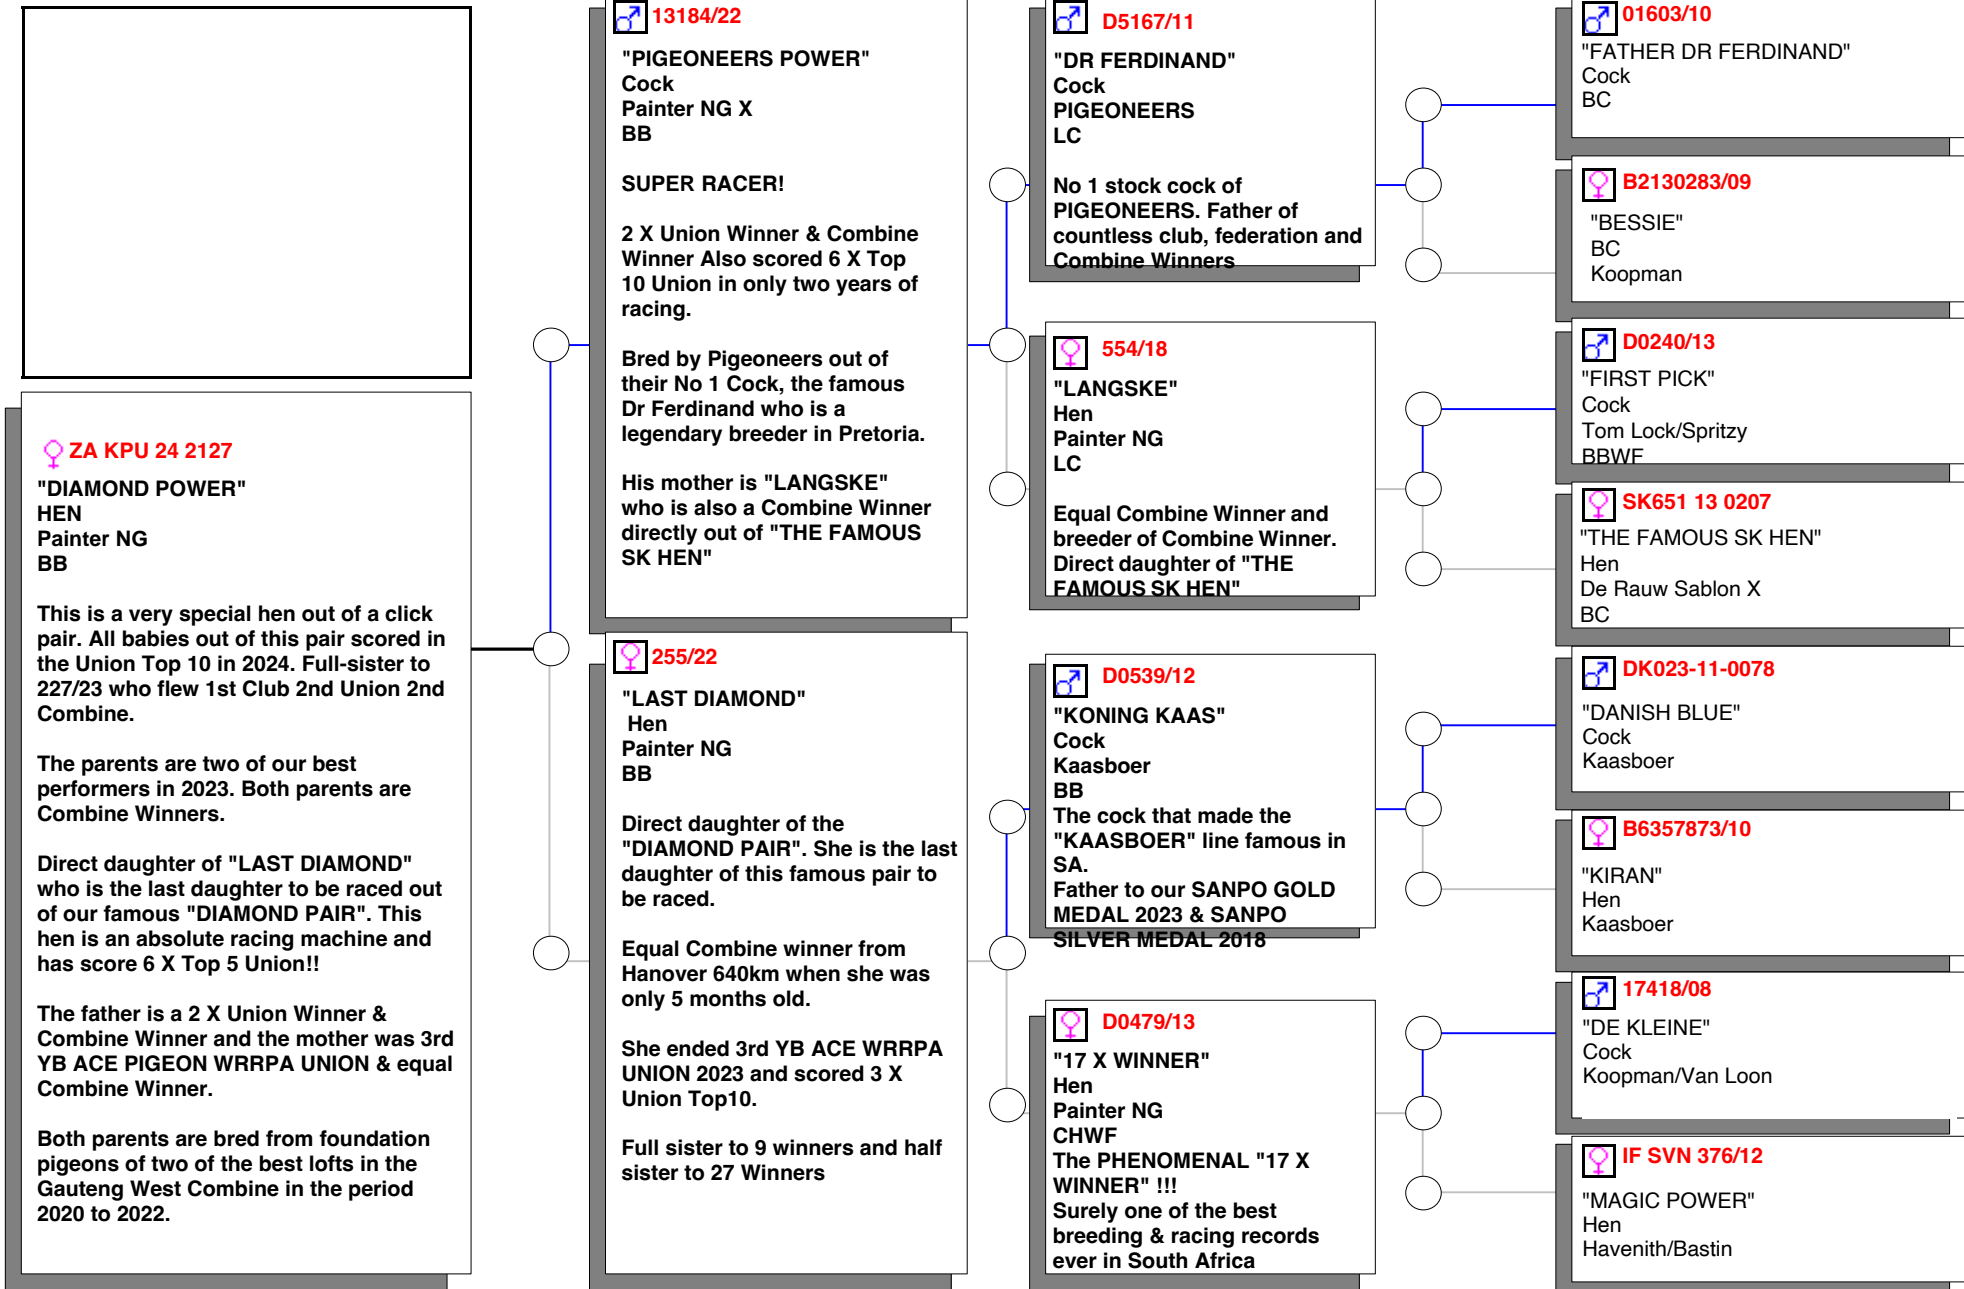 ZA KPU 24 2127
"DIAMOND POWER"
HEN
Painter NG
BB
This is a very special hen out of a click
pair. All babies out of this pair scored in
the Union Top 10 in 2024. Full-sister to
227/23 who flew 1st Club 2nd Union 2nd
Combine.
The parents are two of our best
performers in 2023. Both parents are
Combine Winners.
Direct daughter of "LAST DIAMOND"
who is the last daughter to be raced out
of our famous "DIAMOND PAIR". This
hen is an absolute racing machine and
has score 6 X Top 5 Union!!
The father is a 2 X Union Winner &
Combine Winner and the mother was 3rd
YB ACE PIGEON WRRPA UNION & equal
Combine Winner.
Both parents are bred from foundation
pigeons of two of the best lofts in the
Gauteng West Combine in the period
2020 to 2022.
13184/22
"PIGEONEERS POWER"
Cock
Painter NG X
BB
SUPER RACER!
2 X Union Winner & Combine
Winner Also scored 6 X Top
10 Union in only two years of
racing.
Bred by Pigeoneers out of
their No 1 Cock, the famous
Dr Ferdinand who is a
legendary breeder in Pretoria.
His mother is "LANGSKE"
who is also a Combine Winner
directly out of "THE FAMOUS
SK HEN"
255/22
"LAST DIAMOND"
Hen
Painter NG
BB
Direct daughter of the
"DIAMOND PAIR". She is the last
daughter of this famous pair to
be raced.
Equal Combine winner from
Hanover 640km when she was
only 5 months old.
She ended 3rd YB ACE WRRPA
UNION 2023 and scored 3 X
Union Top10.
Full sister to 9 winners and half
sister to 27 Winners
D5167/11
"DR FERDINAND"
Cock
PIGEONEERS
LC
No 1 stock cock of
PIGEONEERS. Father of
countless club, federation and
Combine Winners
554/18
"LANGSKE"
Hen
Painter NG
LC
Equal Combine Winner and
breeder of Combine Winner.
Direct daughter of "THE
FAMOUS SK HEN"
D0539/12
"KONING KAAS"
Cock
Kaasboer
BB
The cock that made the
"KAASBOER" line famous in
SA.
Father to our SANPO GOLD
MEDAL 2023 & SANPO
SILVER MEDAL 2018
D0479/13
"17 X WINNER"
Hen
Painter NG
CHWF
The PHENOMENAL "17 X
WINNER" !!!
Surely one of the best
breeding & racing records
ever in South Africa
01603/10
"FATHER DR FERDINAND"
Cock
BC
B2130283/09
"BESSIE"
BC
Koopman
D0240/13
"FIRST PICK"
Cock
Tom Lock/Spritzy
BBWF
SK651 13 0207
"THE FAMOUS SK HEN"
Hen
De Rauw Sablon X
BC
DK023-11-0078
"DANISH BLUE"
Cock
Kaasboer
B6357873/10
"KIRAN"
Hen
Kaasboer
17418/08
"DE KLEINE"
Cock
Koopman/Van Loon
IF SVN 376/12
"MAGIC POWER"
Hen
Havenith/Bastin